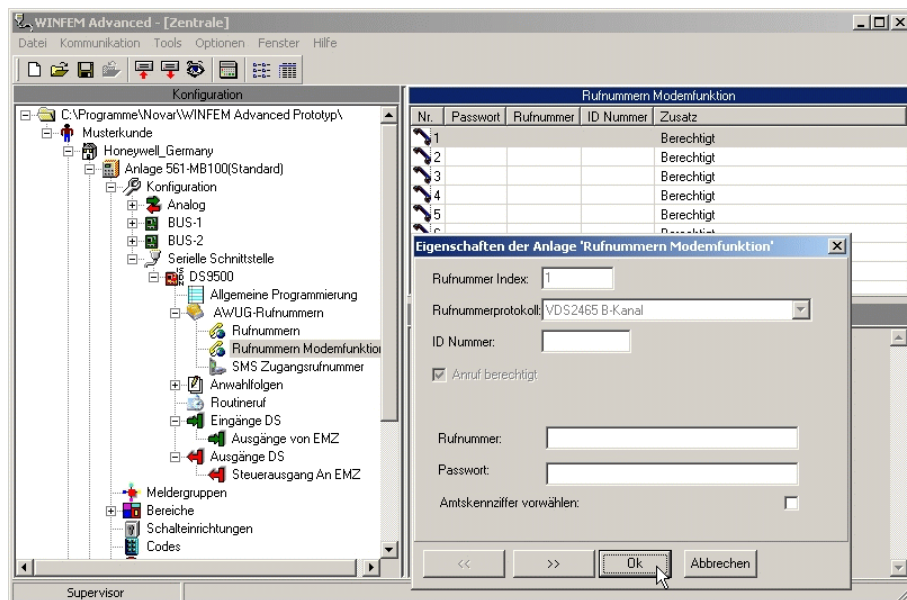 WINFEM Advanced - [Zentrale]
Datei Kommunikation Tools Optionen Fenster Hilfe
Konfiguration
C:\Programme\Novar\WINFEM Advanced Prototyp\
Musterkunde
Honeywell_Germany
Anlage 561-MB100(Standard)
Konfiguration
Analog
BUS-1
BUS-2
Serielle Schnittstelle
DS9500
Allgemeine Programmierung
AWUG-Rufnummern
Rufnummern
Rufnummern Modemfunktion
SMS Zugangsrufnummer
Anwahlfolgen
Routineruf
Eingänge DS
Ausgänge von EMZ
Ausgänge DS
Steuerausgang An EMZ
Meldergruppen
Bereiche
Schalteinrichtungen
Codes
Supervisor
Rufnummern Modemfunktion
Nr. Passwort Rufnummer ID Nummer Zusatz
1 Berechtigt
2 Berechtigt
3 Berechtigt
4 Berechtigt
5 Berechtigt
Eigenschaften der Anlage 'Rufnummern Modemfunktion'
Rufnummer Index: 1
Rufnummerprotokoll: VDS2465 B-Kanal
ID Nummer:
Anruf berechtigt
Rufnummer:
Passwort:
Amtskennziffer vorwählen:
<< >> Ok Abbrechen